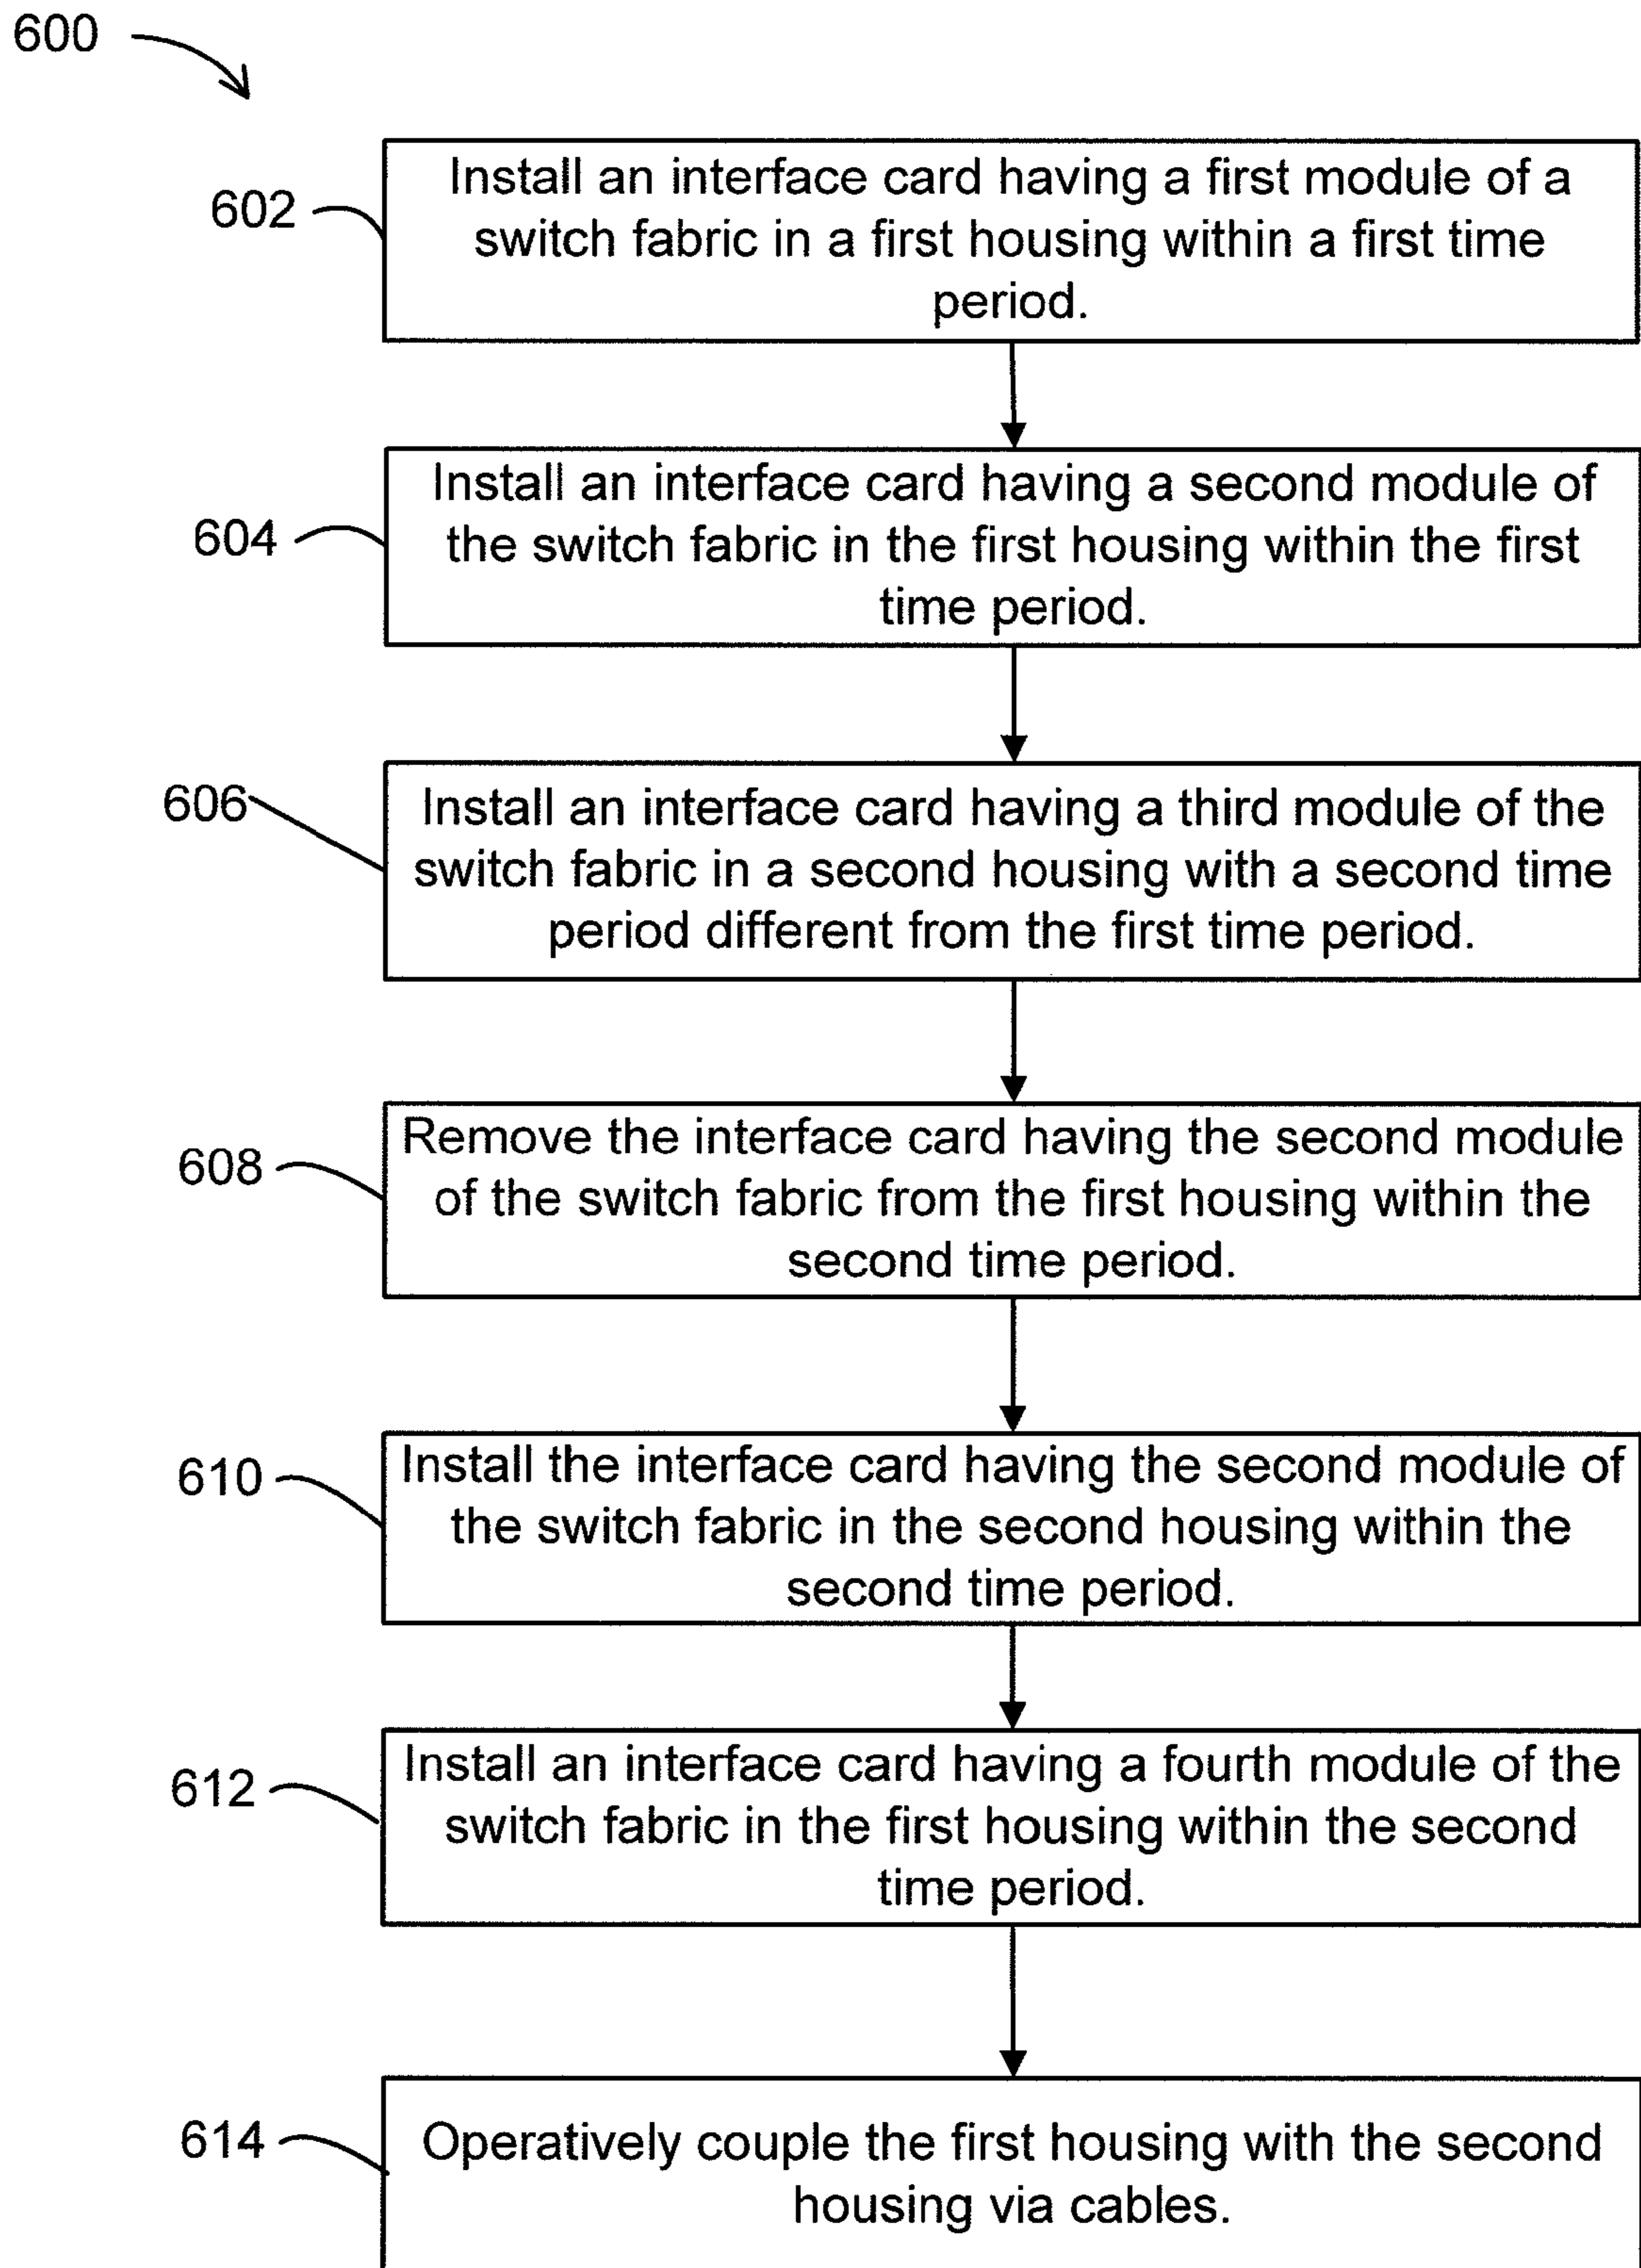 600
602
Install an interface card having a first module of a
switch fabric in a first housing within a first time
period.
604
Install an interface card having a second module of
the switch fabric in the first housing within the first
time period.
606
Install an interface card having a third module of the
switch fabric in a second housing with a second time
period different from the first time period.
608
Remove the interface card having the second module
of the switch fabric from the first housing within the
second time period.
610
Install the interface card having the second module of
the switch fabric in the second housing within the
second time period.
612
Install an interface card having a fourth module of the
switch fabric in the first housing within the second
time period.
614
Operatively couple the first housing with the second
housing via cables.